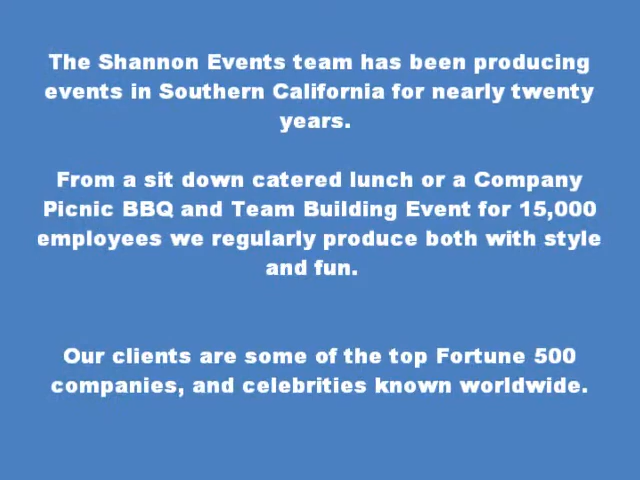 The Shannon Events team has been producing
events in Southern California for nearly twenty
years.
From a sit down catered lunch or a Company
Picnic BBQ and Team Building Event for 15,000
employees we regularly produce both with style
and fun.
Our clients are some of the top Fortune 500
companies, and celebrities known worldwide.